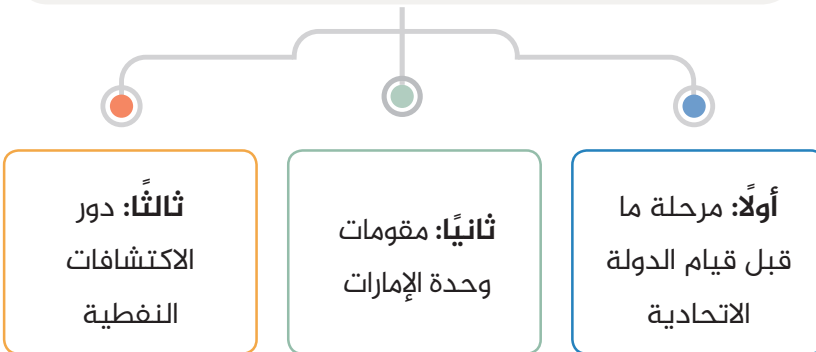 أولًا: مرحلة ما
قبل قيام الدولة
الاتحادية
ثانيًا: مقومات
وحدة الإمارات
ثالثًا: دور
الاكتشافات
النفطية